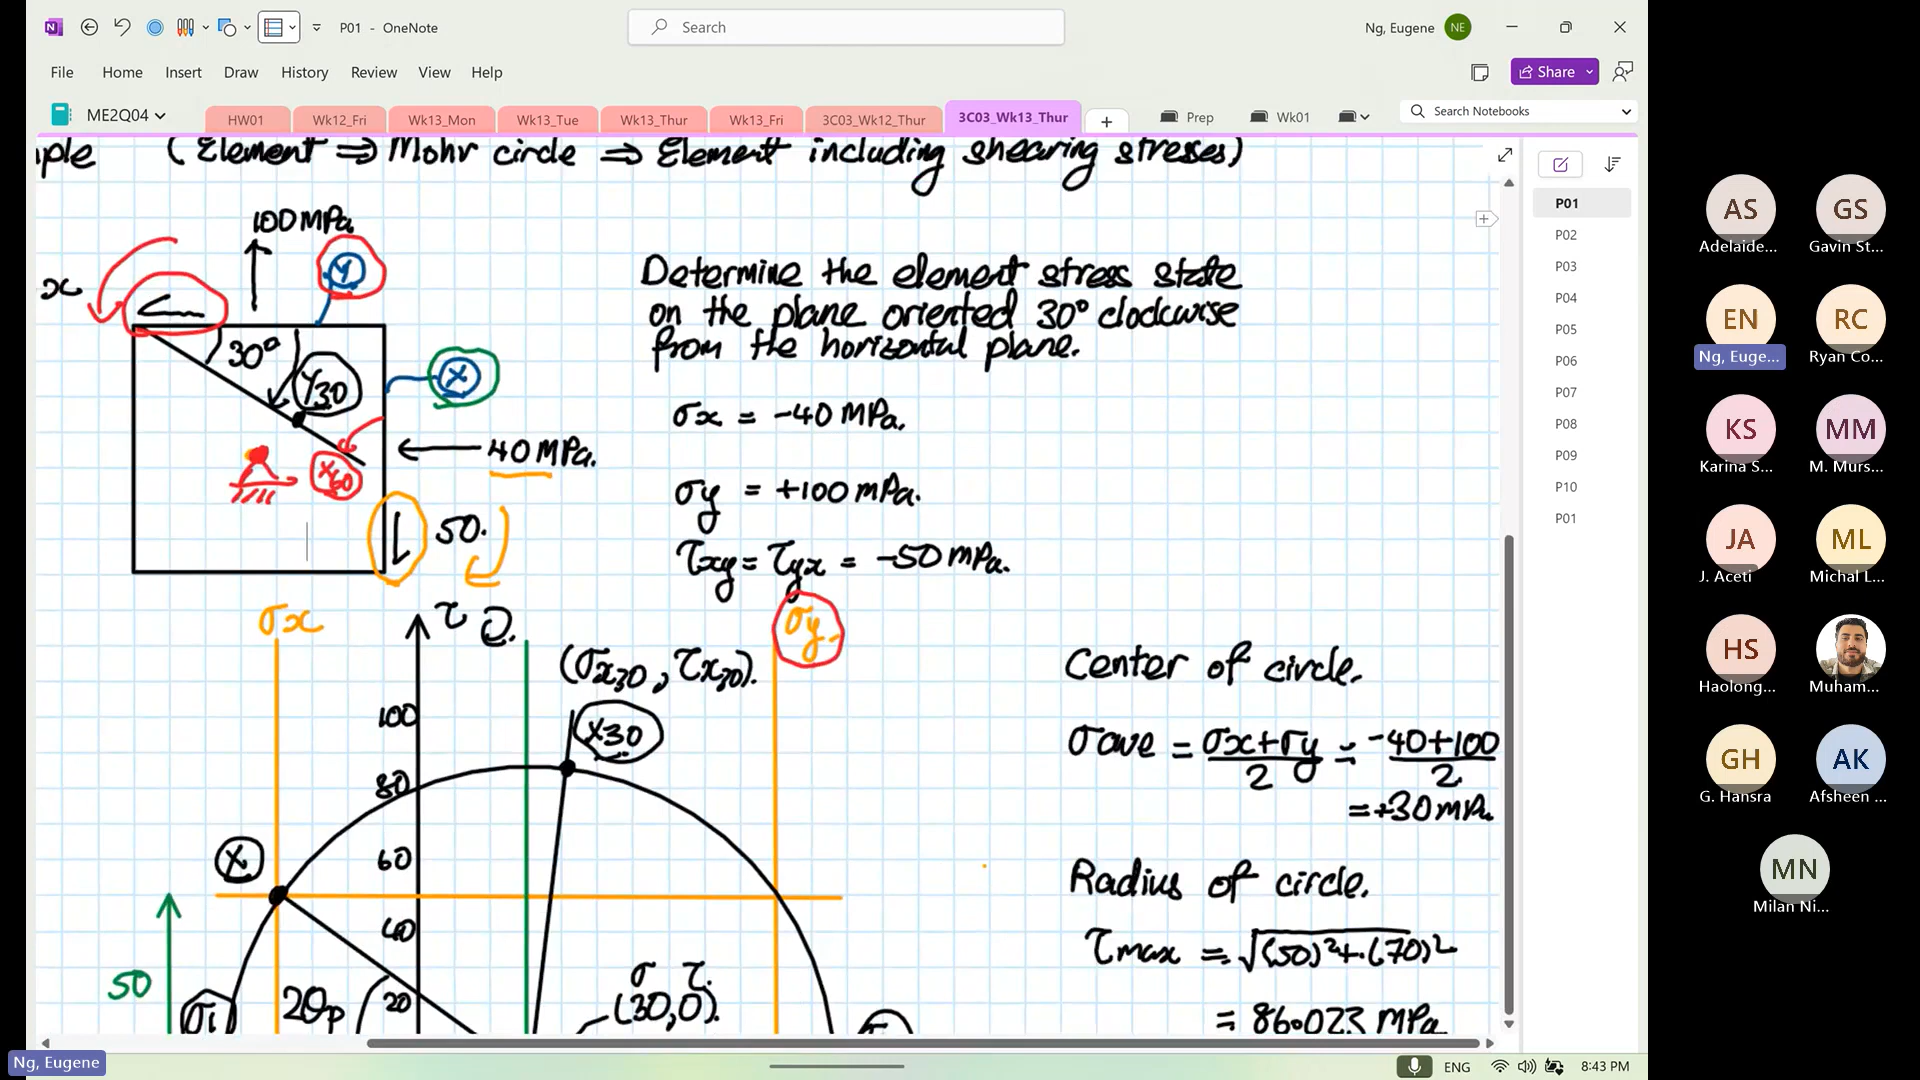 P01 - OneNote
Search
Ng, Eugene
NE
File
Home
Insert
Draw
History
Review
View
Help
Share
ME2Q04
HW01
Wk12_Fri
Wk13_Mon
Wk13_Tue
Wk13_Thur
Wk13_Fri
3C03_Wk12_Thur
3C03_Wk13_Thur
Prep
Wk01
Search Notebooks
mple (Element ⇒ Mohr circle ⇒ Element including shearing stresses)
100 MPa.
Y
x
30°
Y30
X
X60
40 MPa.
50.
Determine the element stress state
on the plane oriented 30° clockwise
from the horizontal plane.
σx = -40 MPa.
σy = +100 MPa.
τxy = τyx = -50 MPa.
σx
τ
σy
(σx30, τx30).
X30
100
80
60
40
20
X
50
2θp
σ τ.
(30,0).
Center of circle.
σave = σx+σy / 2 = -40+100 / 2.
= +30 MPa.
Radius of circle.
τmax = √(50)²+(70)²
= 86.023 MPa
P01
P02
P03
P04
P05
P06
P07
P08
P09
P10
P01
AS
Adelaide...
GS
Gavin St...
EN
Ng, Euge...
RC
Ryan Co...
KS
Karina S...
MM
M. Murs...
JA
J. Aceti
ML
Michal L...
HS
Haolong...
Muham...
GH
G. Hansra
AK
Afsheen ...
MN
Milan Ni...
Ng, Eugene
ENG
8:43 PM